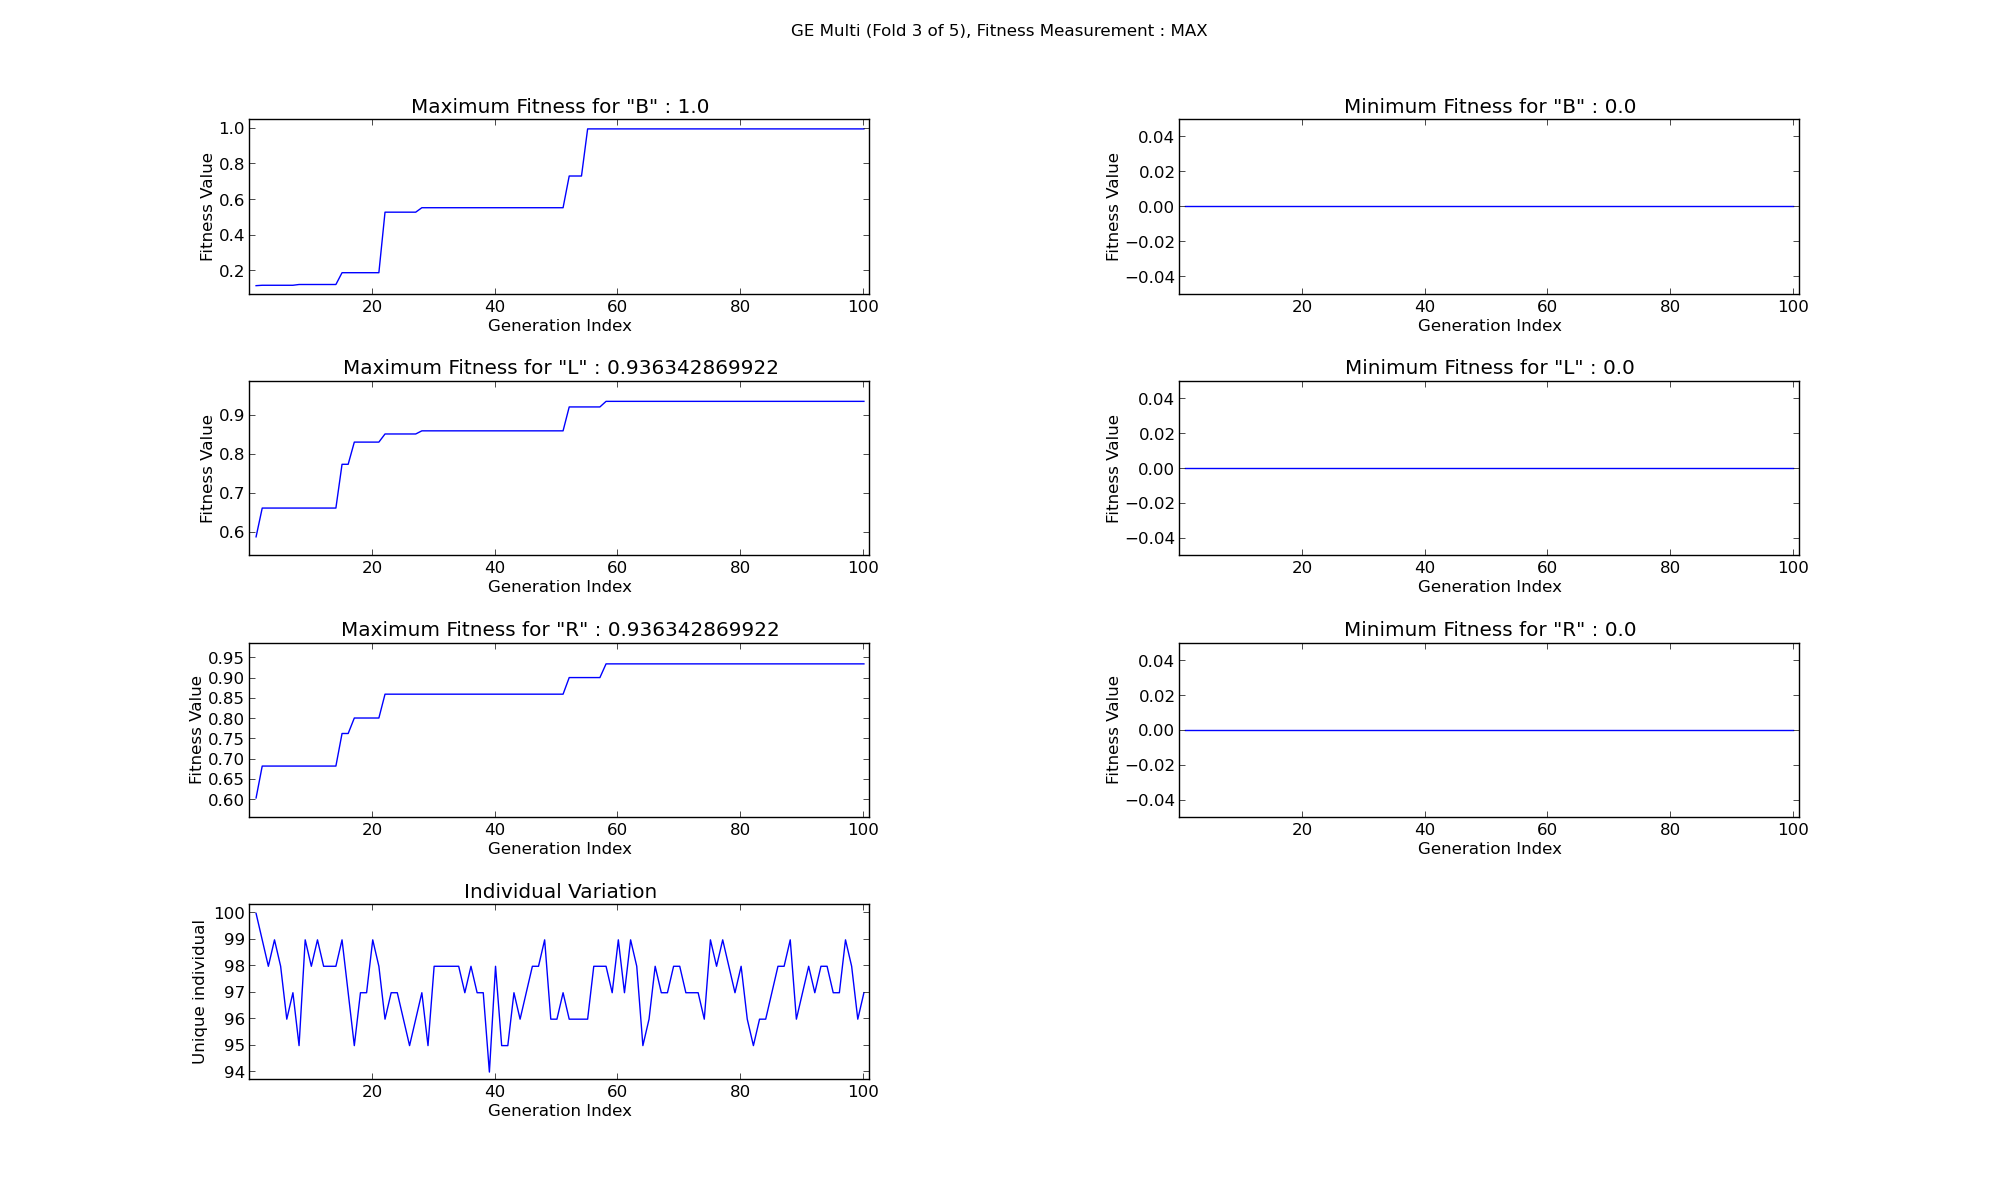 GE Multi (Fold 3 of 5), Fitness Measurement : MAX
Maximum Fitness for "B" : 1.0
Fitness Value
1.0
0.8
0.6
0.4
0.2
20 40 60 80 100
Generation Index
Minimum Fitness for "B" : 0.0
Fitness Value
0.04
0.02
0.00
−0.02
−0.04
20 40 60 80 100
Generation Index
Maximum Fitness for "L" : 0.936342869922
Fitness Value
0.9
0.8
0.7
0.6
20 40 60 80 100
Generation Index
Minimum Fitness for "L" : 0.0
Fitness Value
0.04
0.02
0.00
−0.02
−0.04
20 40 60 80 100
Generation Index
Maximum Fitness for "R" : 0.936342869922
Fitness Value
0.95
0.90
0.85
0.80
0.75
0.70
0.65
0.60
20 40 60 80 100
Generation Index
Minimum Fitness for "R" : 0.0
Fitness Value
0.04
0.02
0.00
−0.02
−0.04
20 40 60 80 100
Generation Index
Individual Variation
Unique individual
100
99
98
97
96
95
94
20 40 60 80 100
Generation Index